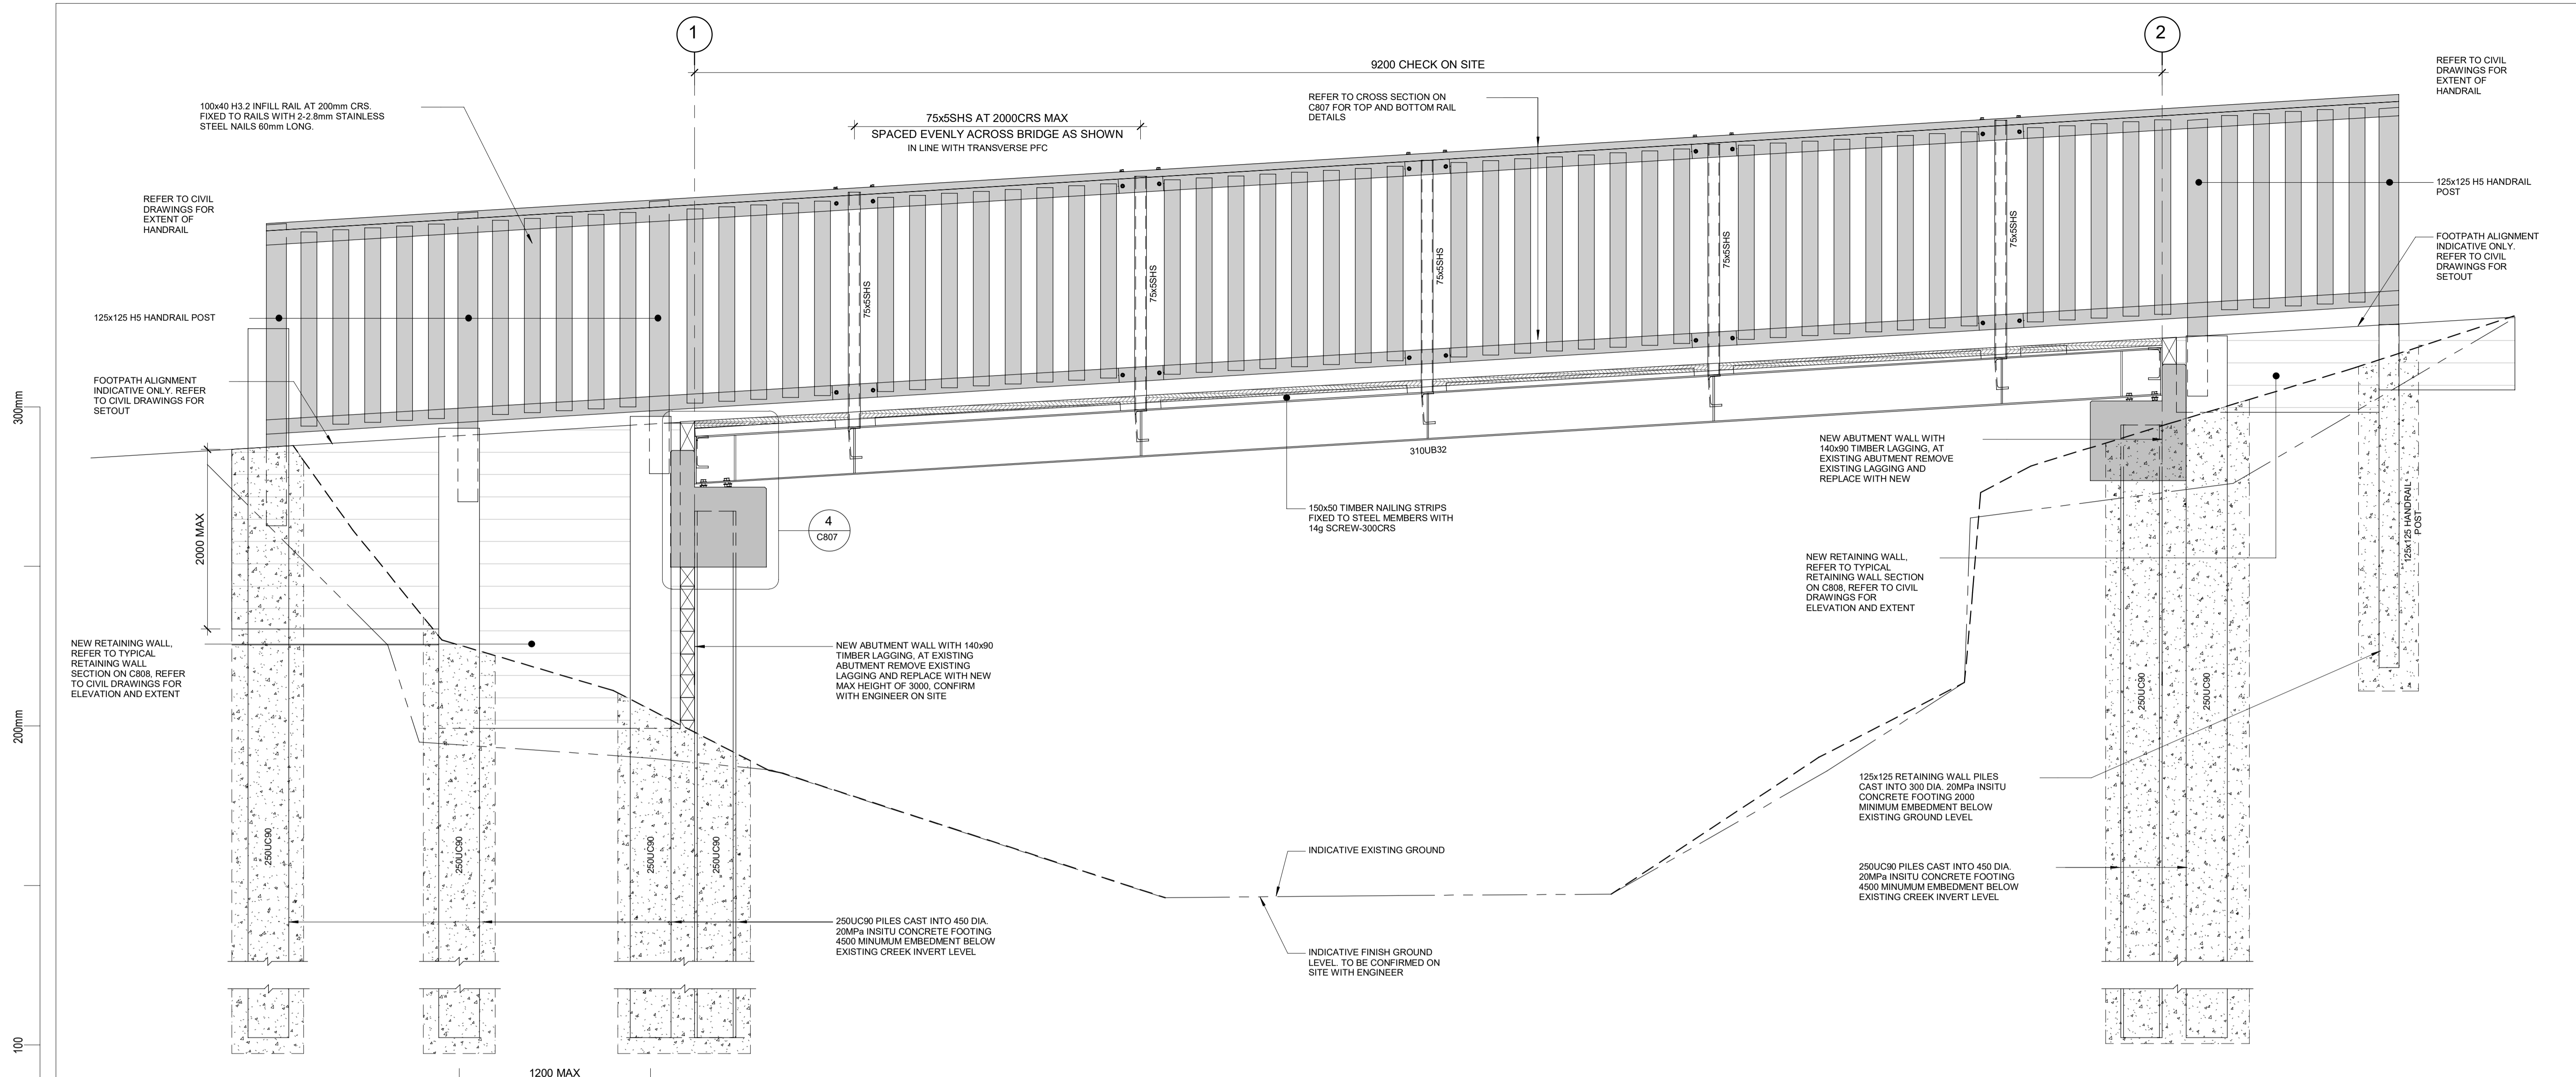 1
2
9200 CHECK ON SITE
REFER TO CIVIL
DRAWINGS FOR
EXTENT OF
HANDRAIL
100x40 H3.2 INFILL RAIL AT 200mm CRS.
FIXED TO RAILS WITH 2-2.8mm STAINLESS
STEEL NAILS 60mm LONG.
75x5SHS AT 2000CRS MAX
SPACED EVENLY ACROSS BRIDGE AS SHOWN
IN LINE WITH TRANSVERSE PFC
REFER TO CROSS SECTION ON
C807 FOR TOP AND BOTTOM RAIL
DETAILS
REFER TO CIVIL
DRAWINGS FOR
EXTENT OF
HANDRAIL
125x125 H5 HANDRAIL
POST
FOOTPATH ALIGNMENT
INDICATIVE ONLY.
REFER TO CIVIL
DRAWINGS FOR
SETOUT
75x5SHS
75x5SHS
75x5SHS
75x5SHS
75x5SHS
125x125 H5 HANDRAIL POST
FOOTPATH ALIGNMENT
INDICATIVE ONLY. REFER
TO CIVIL DRAWINGS FOR
SETOUT
300mm
310UB32
NEW ABUTMENT WALL WITH
140x90 TIMBER LAGGING, AT
EXISTING ABUTMENT REMOVE
EXISTING LAGGING AND
REPLACE WITH NEW
2000 MAX
4
C807
150x50 TIMBER NAILING STRIPS
FIXED TO STEEL MEMBERS WITH
14g SCREW-300CRS
125x125 HANDRAIL
POST
NEW RETAINING WALL,
REFER TO TYPICAL
RETAINING WALL SECTION
ON C808, REFER TO CIVIL
DRAWINGS FOR
ELEVATION AND EXTENT
NEW RETAINING WALL,
REFER TO TYPICAL
RETAINING WALL
SECTION ON C808, REFER
TO CIVIL DRAWINGS FOR
ELEVATION AND EXTENT
NEW ABUTMENT WALL WITH 140x90
TIMBER LAGGING, AT EXISTING
ABUTMENT REMOVE EXISTING
LAGGING AND REPLACE WITH NEW
MAX HEIGHT OF 3000, CONFIRM
WITH ENGINEER ON SITE
250UC90
250UC90
200mm
125x125 RETAINING WALL PILES
CAST INTO 300 DIA. 20MPa INSITU
CONCRETE FOOTING 2000
MINIMUM EMBEDMENT BELOW
EXISTING GROUND LEVEL
250UC90
250UC90
250UC90
250UC90
INDICATIVE EXISTING GROUND
250UC90 PILES CAST INTO 450 DIA.
20MPa INSITU CONCRETE FOOTING
4500 MINUMUM EMBEDMENT BELOW
EXISTING CREEK INVERT LEVEL
250UC90 PILES CAST INTO 450 DIA.
20MPa INSITU CONCRETE FOOTING
4500 MINUMUM EMBEDMENT BELOW
EXISTING CREEK INVERT LEVEL
INDICATIVE FINISH GROUND
LEVEL. TO BE CONFIRMED ON
SITE WITH ENGINEER
100
1200 MAX